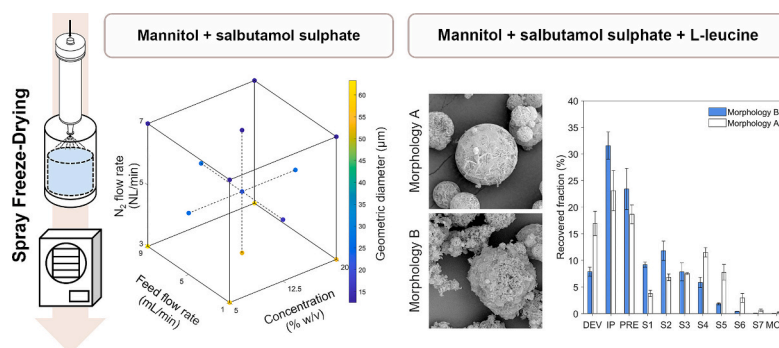 Spray Freeze-Drying
Mannitol + salbutamol sulphate
7
N₂ flow rate
(NL/min)
5
3
9
5
1
Feed flow rate
(mL/min)
5
12.5
20
Concentration
(% w/v)
60
55
50
45
40
35
30
25
20
15
Geometric diameter (µm)
Mannitol + salbutamol sulphate + L-leucine
Morphology A
Morphology B
Recovered fraction (%)
40
35
30
25
20
15
10
5
0
Morphology B
Morphology A
DEV IP PRE S1 S2 S3 S4 S5 S6 S7 MOC